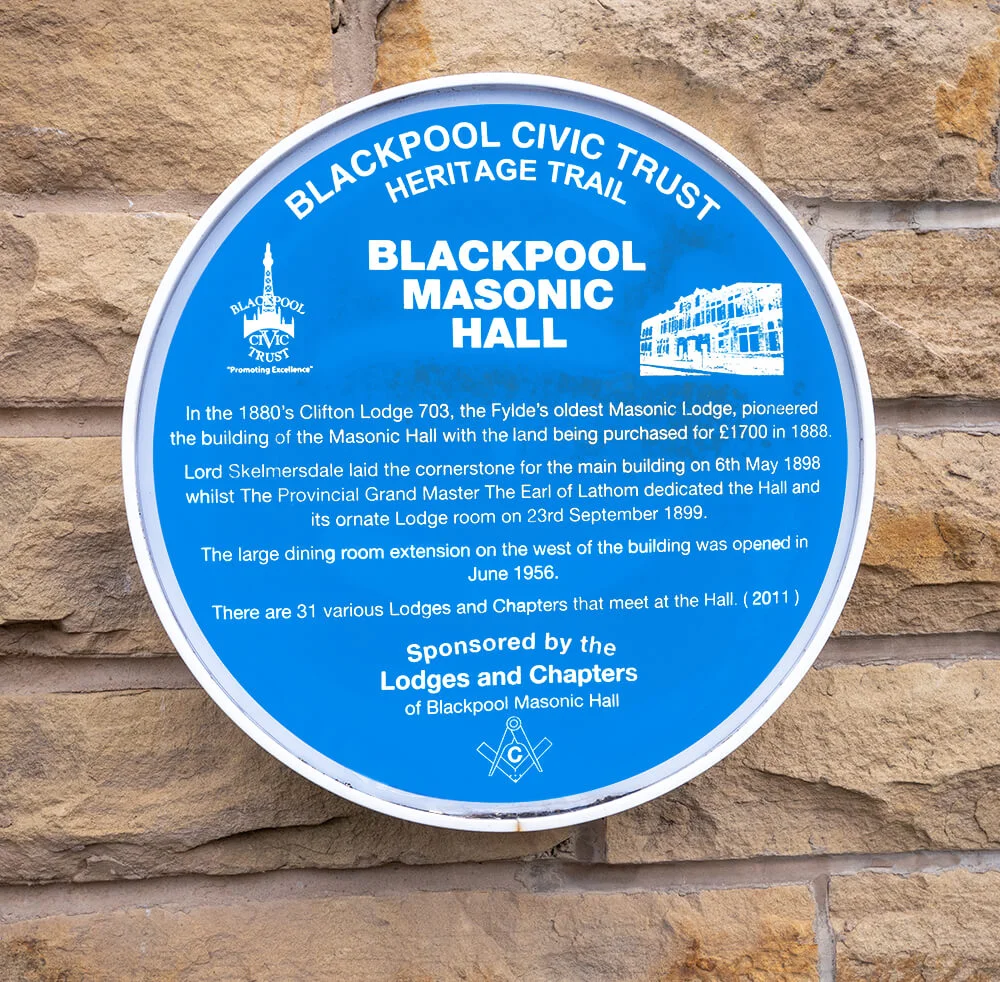 BLACKPOOL CIVIC TRUST
HERITAGE TRAIL
BLACKPOOL
MASONIC
HALL
BLACKPOOL
CIVIC
TRUST
"Promoting Excellence"
In the 1880's Clifton Lodge 703, the Fylde's oldest Masonic Lodge, pioneered
the building of the Masonic Hall with the land being purchased for £1700 in 1888.
Lord Skelmersdale laid the cornerstone for the main building on 6th May 1898
whilst The Provincial Grand Master The Earl of Lathom dedicated the Hall and
its ornate Lodge room on 23rd September 1899.
The large dining room extension on the west of the building was opened in
June 1956.
There are 31 various Lodges and Chapters that meet at the Hall. ( 2011 )
Sponsored by the
Lodges and Chapters
of Blackpool Masonic Hall
C